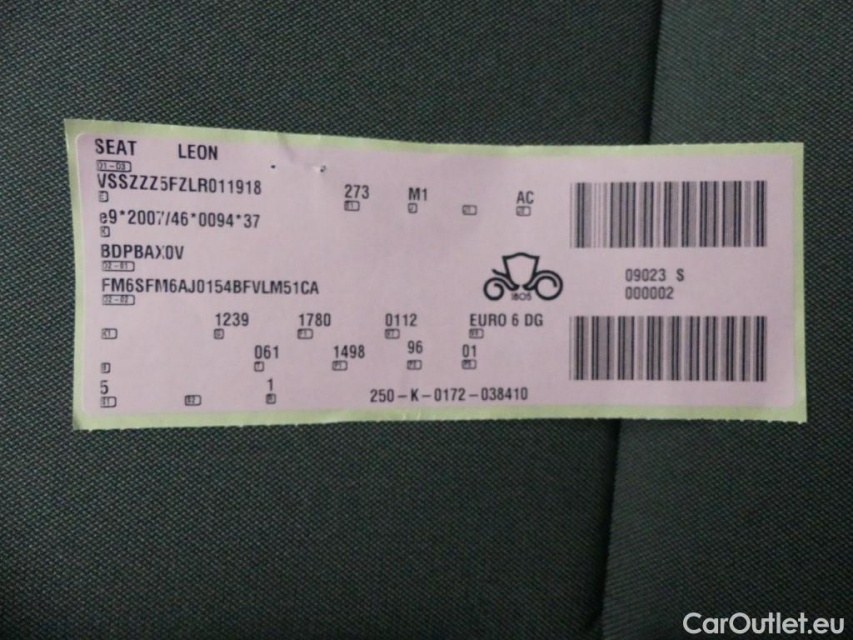 SEAT LEON
VSSZZZ5FZLR011918
273 M1 AC
e9*2007/46*0094*37
BDPBAX0V
FM6SFM6AJ0154BFVLM51CA
1805
09023 S
000002
1239 1780 0112 EURO 6 DG
061 1498 96 01
5 1
250-K-0172-038410
CarOutlet.eu